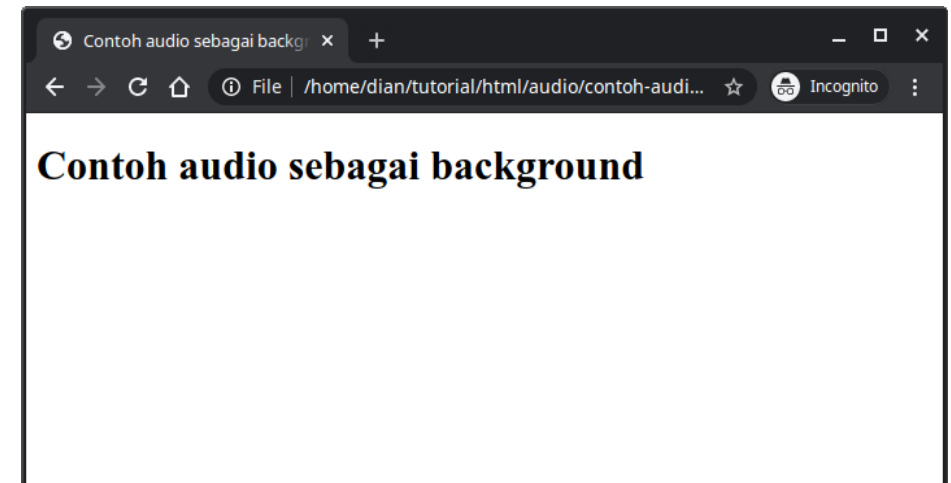 Contoh audio sebagai backgr
File /home/dian/tutorial/html/audio/contoh-audi... Incognito
Contoh audio sebagai background